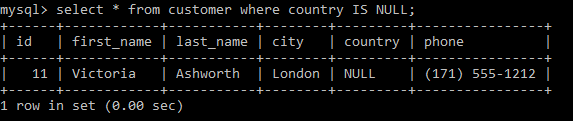 mysql> select * from customer where country IS NULL;
+------+------------+-----------+--------+---------+----------------+
| id   | first_name | last_name | city   | country | phone          |
+------+------------+-----------+--------+---------+----------------+
|   11 | Victoria   | Ashworth  | London | NULL    | (171) 555-1212 |
+------+------------+-----------+--------+---------+----------------+
1 row in set (0.00 sec)